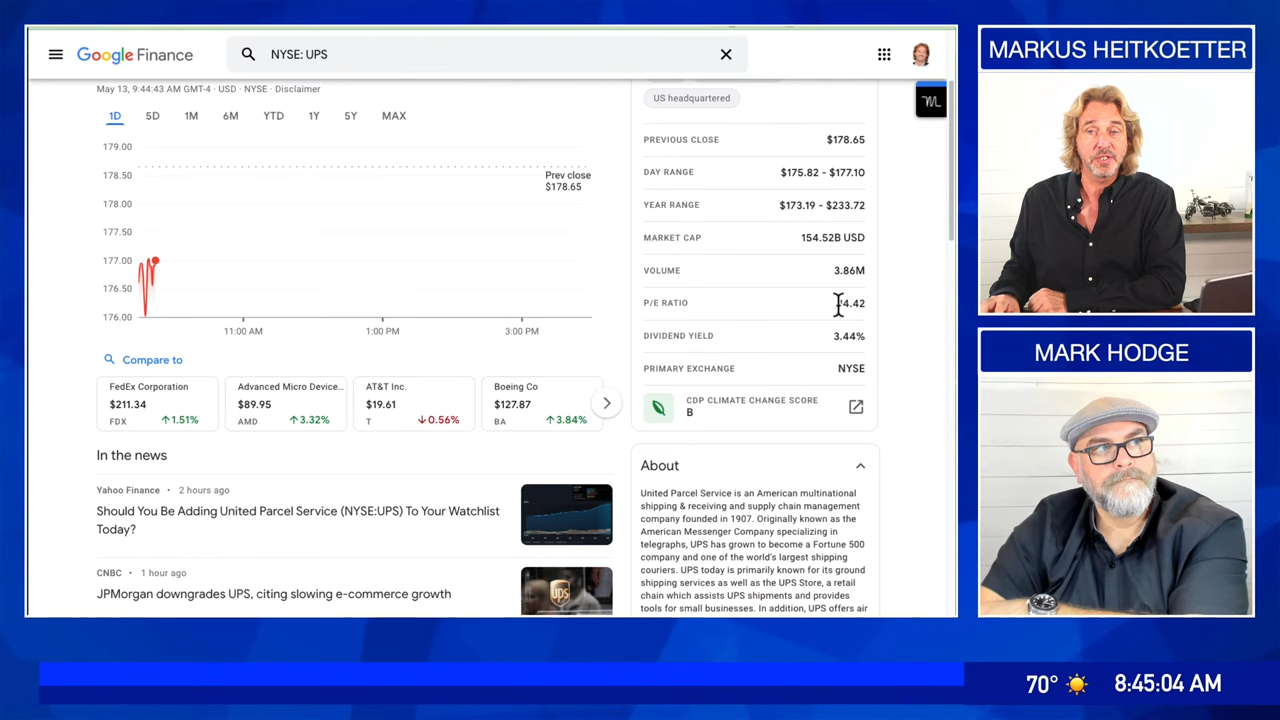 Google Finance
NYSE: UPS
May 13, 9:44:43 AM GMT-4 · USD · NYSE · Disclaimer
1D 5D 1M 6M YTD 1Y 5Y MAX
179.00
178.50
178.00
177.50
177.00
176.50
176.00
Prev close
$178.65
11:00 AM 1:00 PM 3:00 PM
Compare to
FedEx Corporation
$211.34
FDX ↑1.51%
Advanced Micro Device...
$89.95
AMD ↑3.32%
AT&T Inc.
$19.61
T ↓0.56%
Boeing Co
$127.87
BA ↑3.84%
In the news
Yahoo Finance • 2 hours ago
Should You Be Adding United Parcel Service (NYSE:UPS) To Your Watchlist
Today?
CNBC • 1 hour ago
JPMorgan downgrades UPS, citing slowing e-commerce growth
ups
US headquartered
PREVIOUS CLOSE $178.65
DAY RANGE $175.82 - $177.10
YEAR RANGE $173.19 - $233.72
MARKET CAP 154.52B USD
VOLUME 3.86M
P/E RATIO
DIVIDEND YIELD 3.44%
PRIMARY EXCHANGE NYSE
CDP CLIMATE CHANGE SCORE
B
About
United Parcel Service is an American multinational
shipping & receiving and supply chain management
company founded in 1907. Originally known as the
American Messenger Company specializing in
telegraphs, UPS has grown to become a Fortune 500
company and one of the world's largest shipping
couriers. UPS today is primarily known for its ground
shipping services as well as the UPS Store, a retail
chain which assists UPS shipments and provides
tools for small businesses. In addition, UPS offers air
MARKUS HEITKOETTER
MARK HODGE
70° 8:45:04 AM